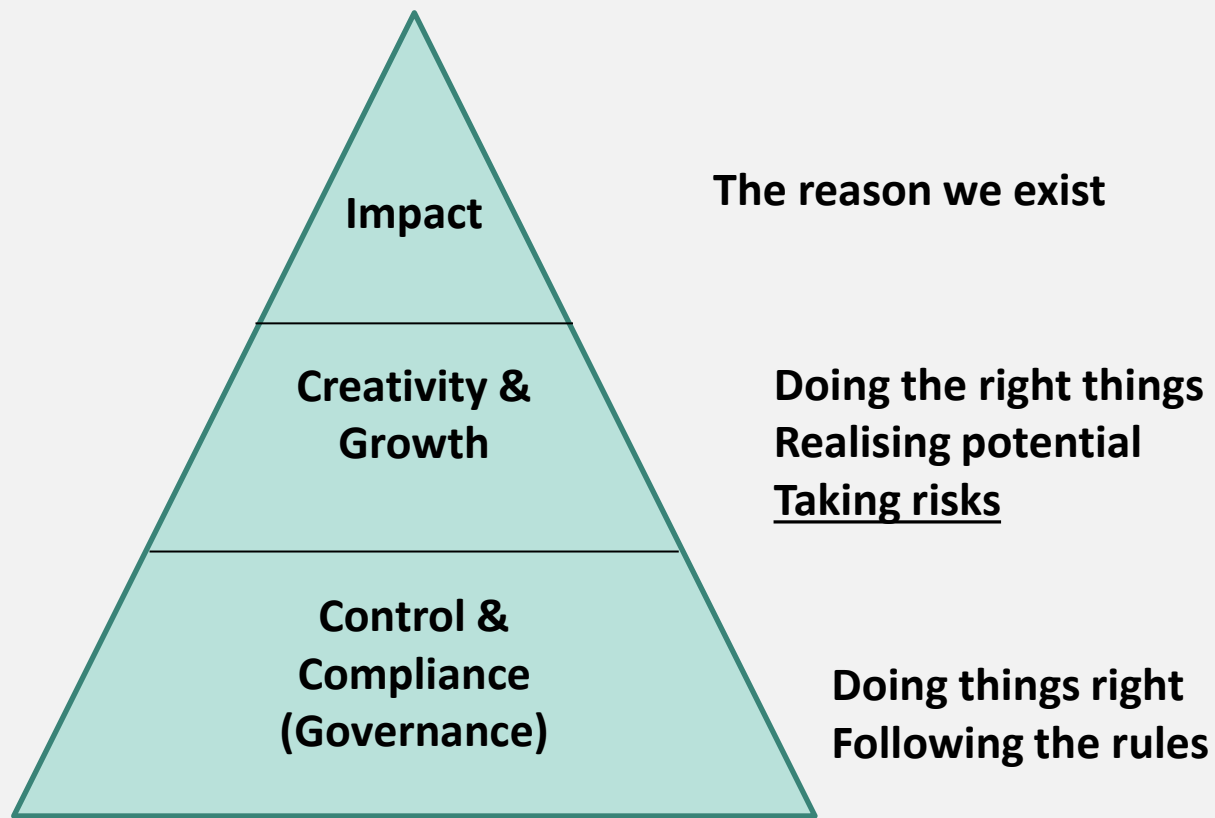 Impact
The reason we exist
Creativity &
Growth
Doing the right things
Realising potential
Taking risks
Control &
Compliance
(Governance)
Doing things right
Following the rules